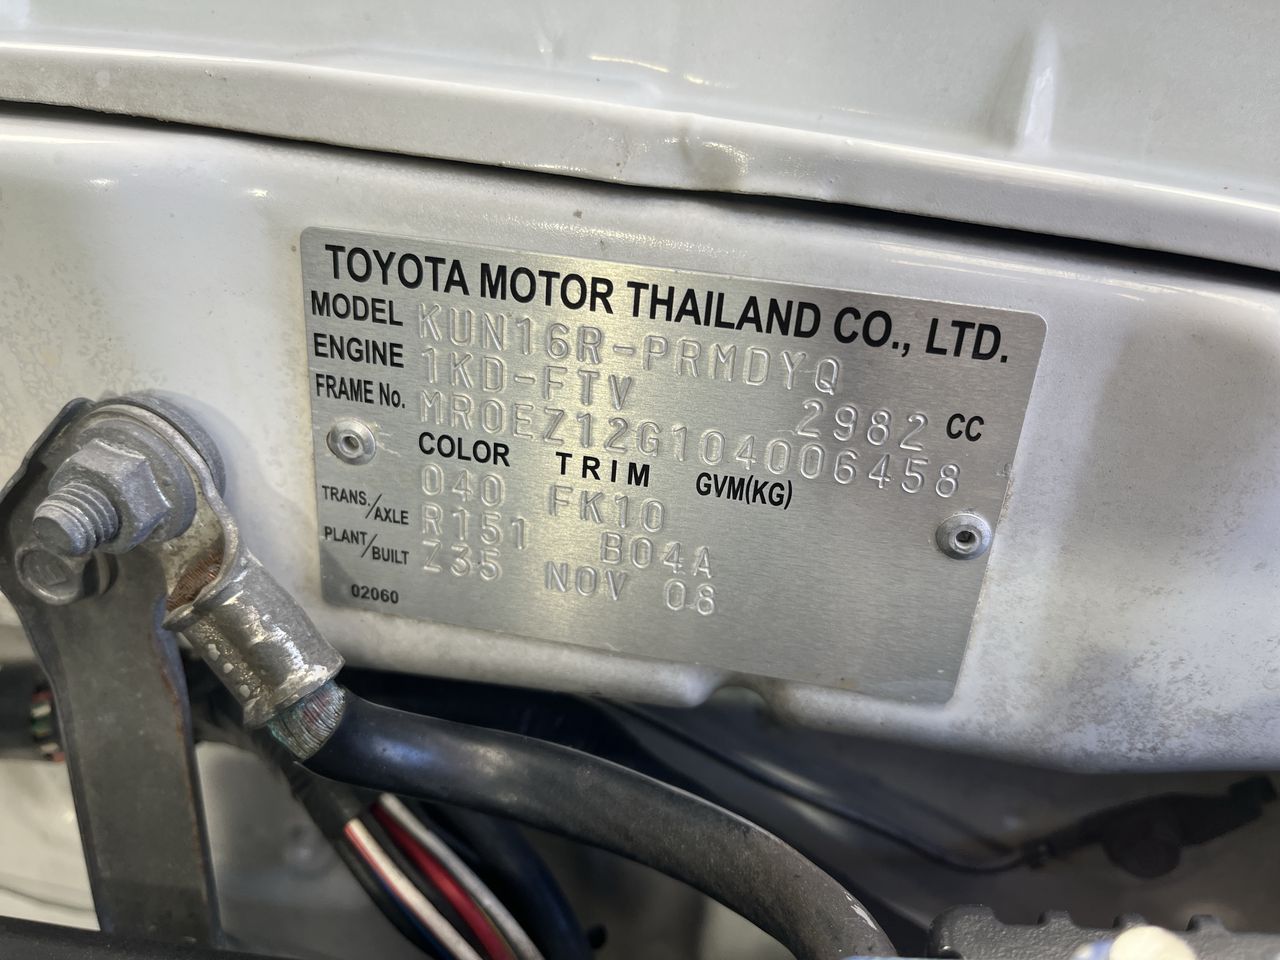 TOYOTA MOTOR THAILAND CO., LTD.
MODEL KUN16R-PRMDYQ
ENGINE 1KD-FTV 2982 CC
FRAME No. MR0EZ12G104006458
COLOR TRIM GVM(KG)
040 FK10
TRANS./AXLE R151 B04A
PLANT/BUILT Z35 NOV 08
02060